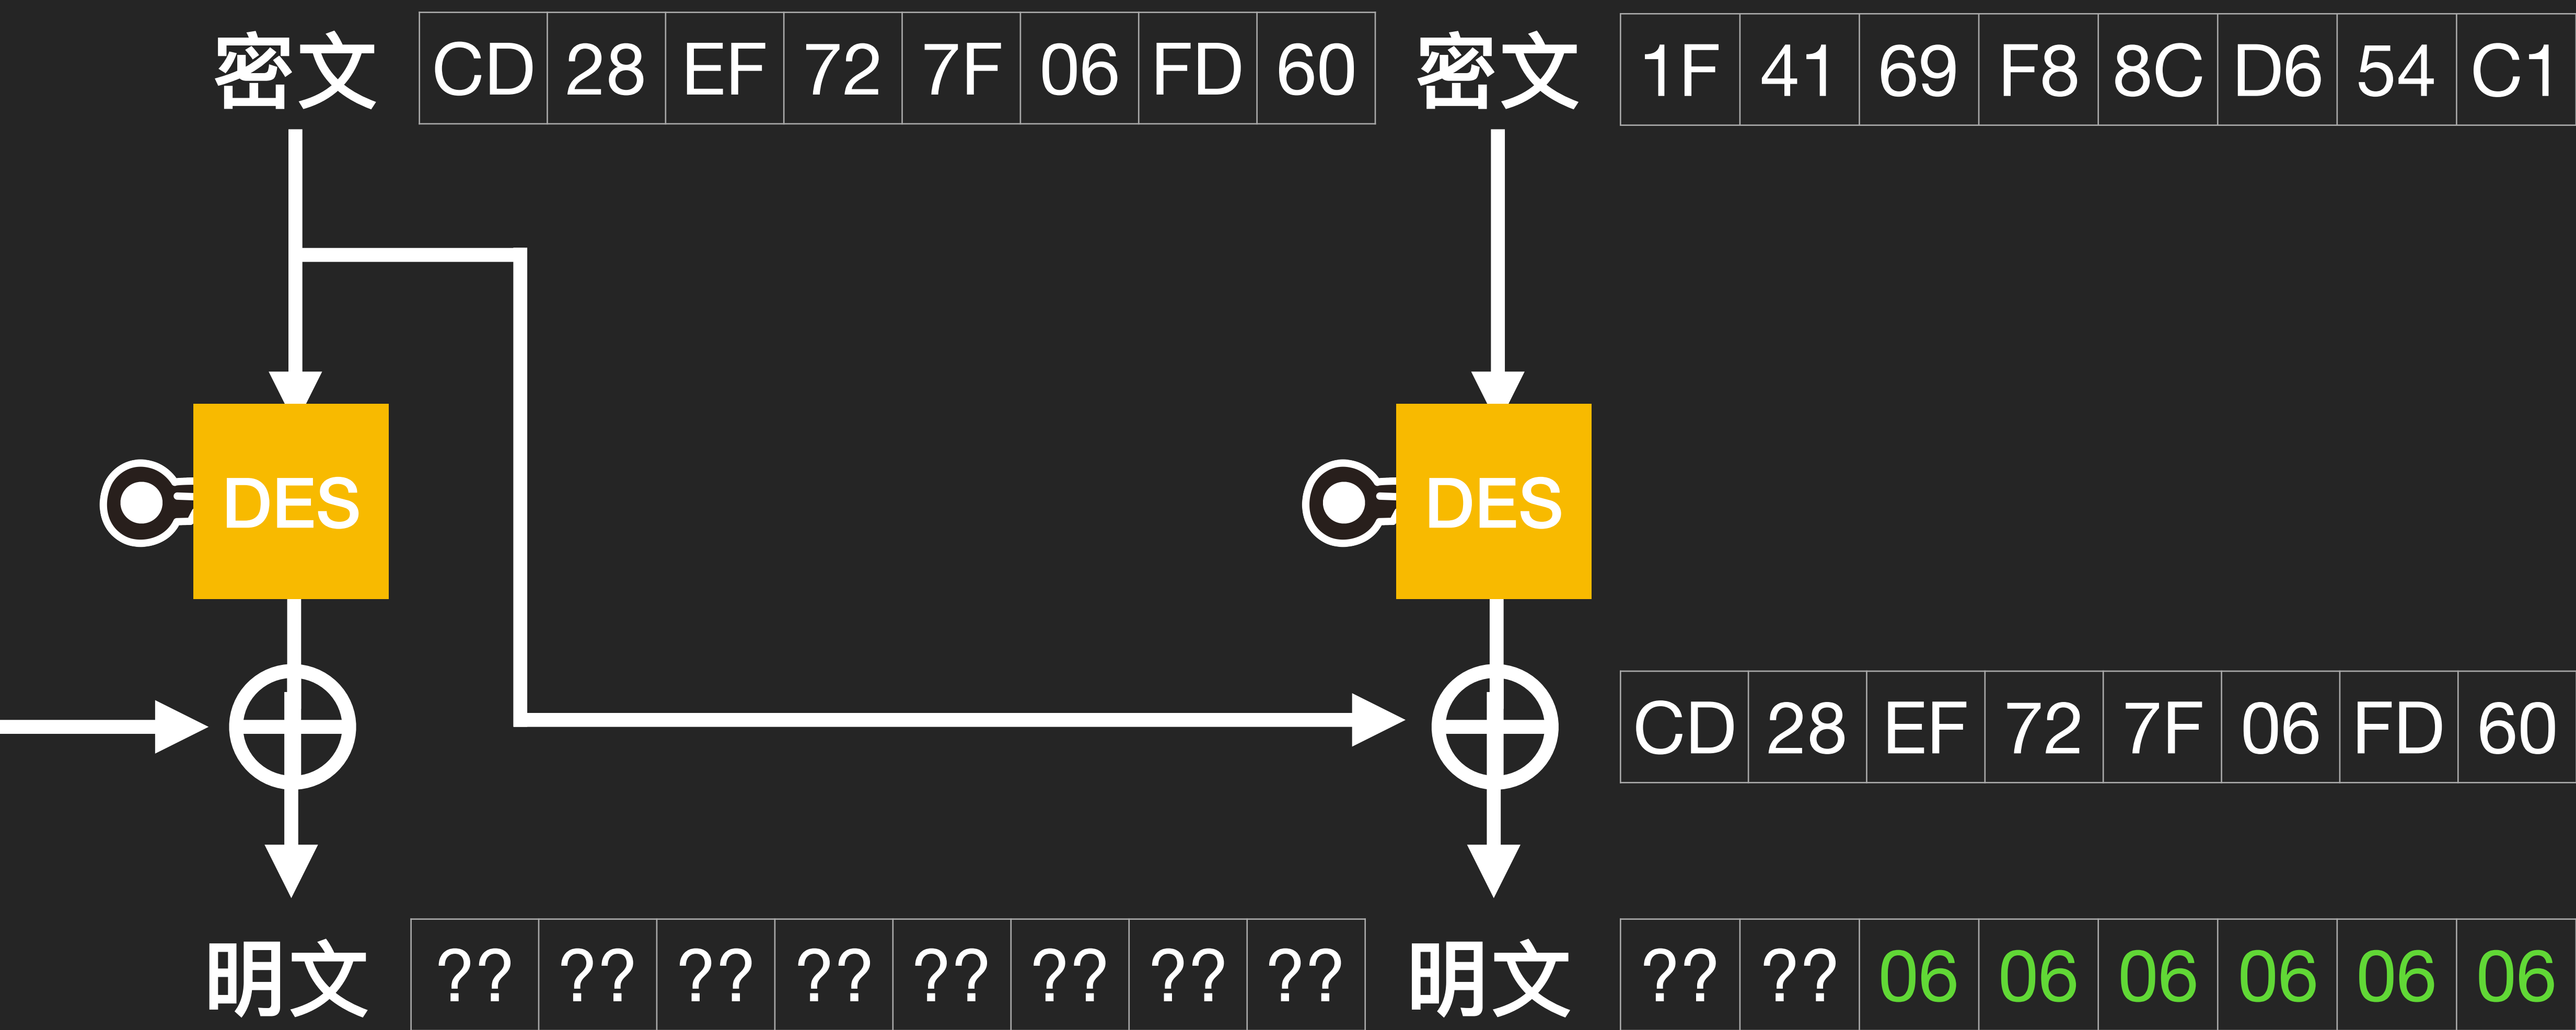 密文 CD 28 EF 72 7F 06 FD 60 密文 1F 41 69 F8 8C D6 54 C1
DES DES
CD 28 EF 72 7F 06 FD 60
明文 ?? ?? ?? ?? ?? ?? ?? ?? 明文 ?? ?? 06 06 06 06 06 06